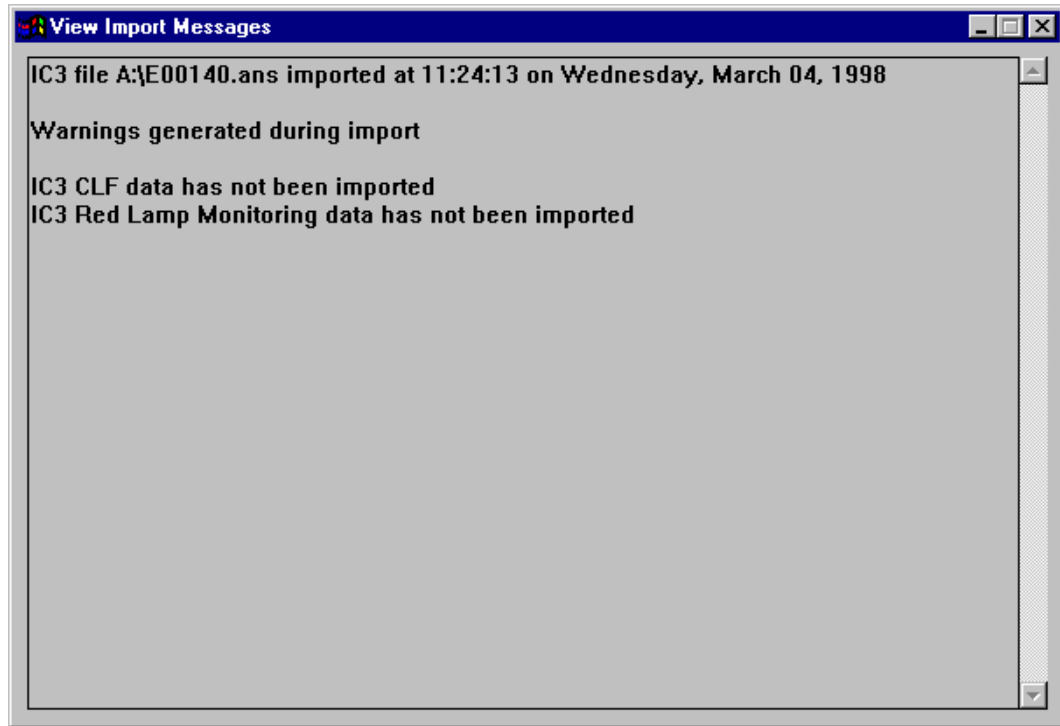 View Import Messages
IC3 file A:\E00140.ans imported at 11:24:13 on Wednesday, March 04, 1998
Warnings generated during import
IC3 CLF data has not been imported
IC3 Red Lamp Monitoring data has not been imported